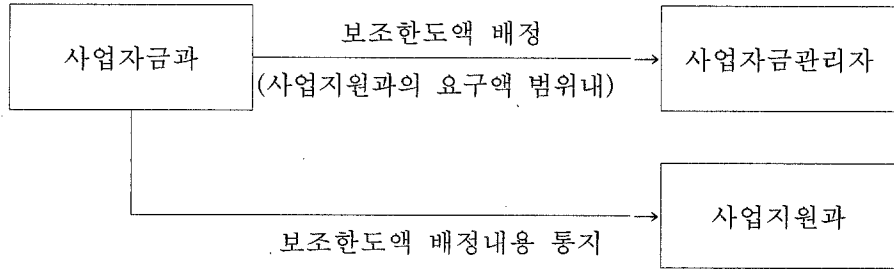 보조한도액 배정
사업자금과
사업자금관리자
(사업지원과의 요구액 범위내)
사업지원과
보조한도액 배정내용 통지